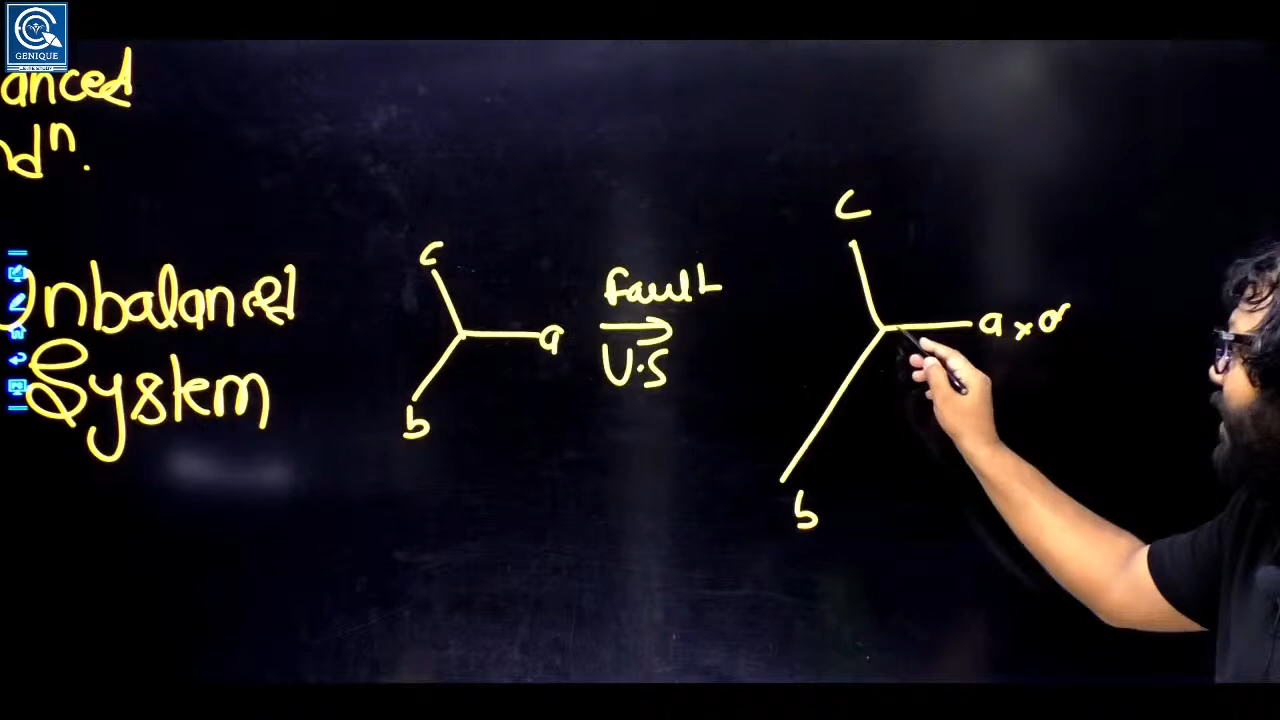 GENIQUE
anced
dn.
Unbalanced
System
c
a
b
Fault
U.S
c
a
b